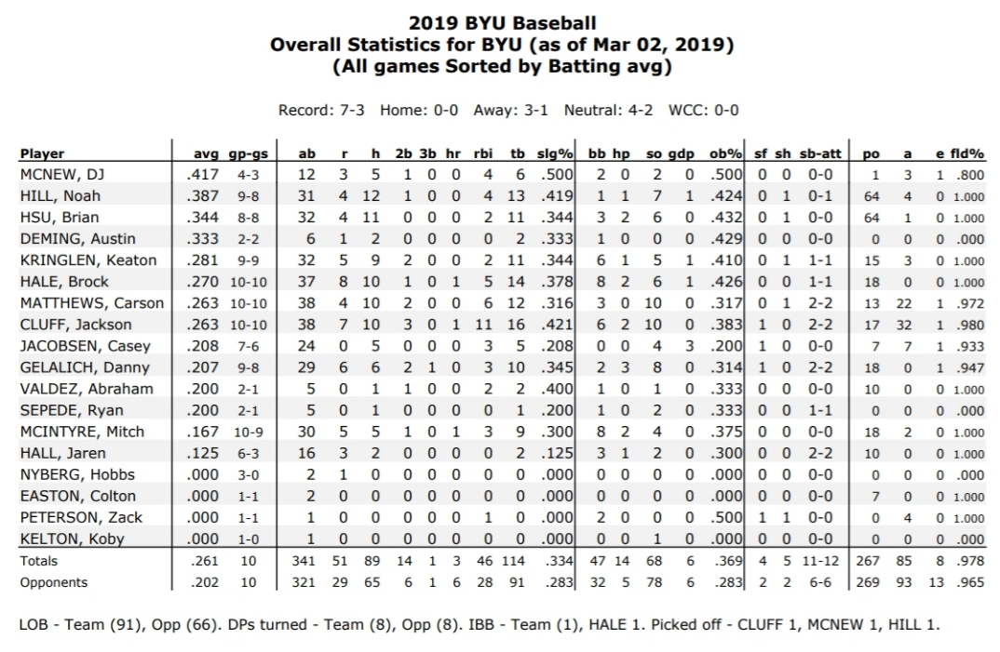 2019 BYU Baseball
Overall Statistics for BYU (as of Mar 02, 2019)
(All games Sorted by Batting avg)
Record: 7-3 Home: 0-0 Away: 3-1 Neutral: 4-2 WCC: 0-0
Player avg gp-gs ab r h 2b 3b hr rbi tb slg% bb hp so gdp ob% sf sh sb-att po a e fld%
MCNEW, DJ .417 4-3 12 3 5 1 0 0 4 6 .500 2 0 2 0 .500 0 0 0-0 1 3 1 .800
HILL, Noah .387 9-8 31 4 12 1 0 0 4 13 .419 1 1 7 1 .424 0 1 0-1 64 4 0 1.000
HSU, Brian .344 8-8 32 4 11 0 0 0 2 11 .344 3 2 6 0 .432 0 1 0-0 64 1 0 1.000
DEMING, Austin .333 2-2 6 1 2 0 0 0 0 2 .333 1 0 0 0 .429 0 0 0-0 0 0 0 .000
KRINGLEN, Keaton .281 9-9 32 5 9 2 0 0 2 11 .344 6 1 5 1 .410 0 1 1-1 15 3 0 1.000
HALE, Brock .270 10-10 37 8 10 1 0 1 5 14 .378 8 2 6 1 .426 0 0 1-1 18 0 0 1.000
MATTHEWS, Carson .263 10-10 38 4 10 2 0 0 6 12 .316 3 0 10 0 .317 0 1 2-2 13 22 1 .972
CLUFF, Jackson .263 10-10 38 7 10 3 0 1 11 16 .421 6 2 10 0 .383 1 0 2-2 17 32 1 .980
JACOBSEN, Casey .208 7-6 24 0 5 0 0 0 3 5 .208 0 0 4 3 .200 1 0 0-0 7 7 1 .933
GELALICH, Danny .207 9-8 29 6 6 2 1 0 3 10 .345 2 3 8 0 .314 1 0 2-2 18 0 1 .947
VALDEZ, Abraham .200 2-1 5 0 1 1 0 0 2 2 .400 1 0 1 0 .333 0 0 0-0 10 0 0 1.000
SEPEDE, Ryan .200 2-1 5 0 1 0 0 0 0 1 .200 1 0 2 0 .333 0 0 1-1 0 0 0 .000
MCINTYRE, Mitch .167 10-9 30 5 5 1 0 1 3 9 .300 8 2 4 0 .375 0 0 0-0 18 2 0 1.000
HALL, Jaren .125 6-3 16 3 2 0 0 0 0 2 .125 3 1 2 0 .300 0 0 2-2 10 0 0 1.000
NYBERG, Hobbs .000 3-0 2 1 0 0 0 0 0 0 .000 0 0 0 0 .000 0 0 0-0 0 0 0 .000
EASTON, Colton .000 1-1 2 0 0 0 0 0 0 0 .000 0 0 0 0 .000 0 0 0-0 7 0 0 1.000
PETERSON, Zack .000 1-1 1 0 0 0 0 0 1 0 .000 2 0 0 0 .500 1 1 0-0 0 4 0 1.000
KELTON, Koby .000 1-0 1 0 0 0 0 0 0 0 .000 0 0 1 0 .000 0 0 0-0 0 0 0 .000
Totals .261 10 341 51 89 14 1 3 46 114 .334 47 14 68 6 .369 4 5 11-12 267 85 8 .978
Opponents .202 10 321 29 65 6 1 6 28 91 .283 32 5 78 6 .283 2 2 6-6 269 93 13 .965
LOB - Team (91), Opp (66). DPs turned - Team (8), Opp (8). IBB - Team (1), HALE 1. Picked off - CLUFF 1, MCNEW 1, HILL 1.